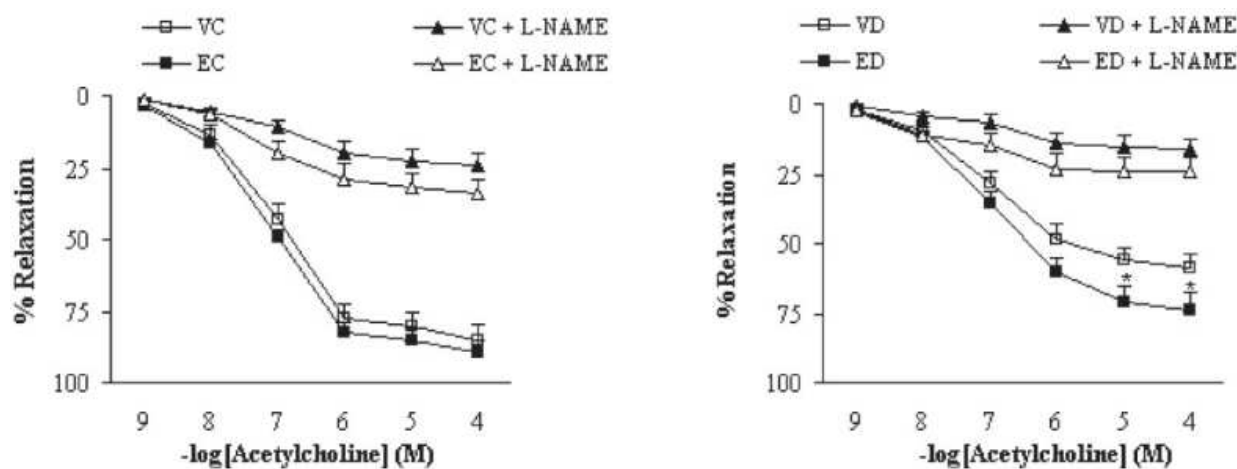 VC
VC + L-NAME
EC
EC + L-NAME
0
25
50
75
100
% Relaxation
9 8 7 6 5 4
-log[Acetylcholine] (M)
VD
VD + L-NAME
ED
ED + L-NAME
0
25
50
75
100
% Relaxation
* *
9 8 7 6 5 4
-log[Acetylcholine] (M)